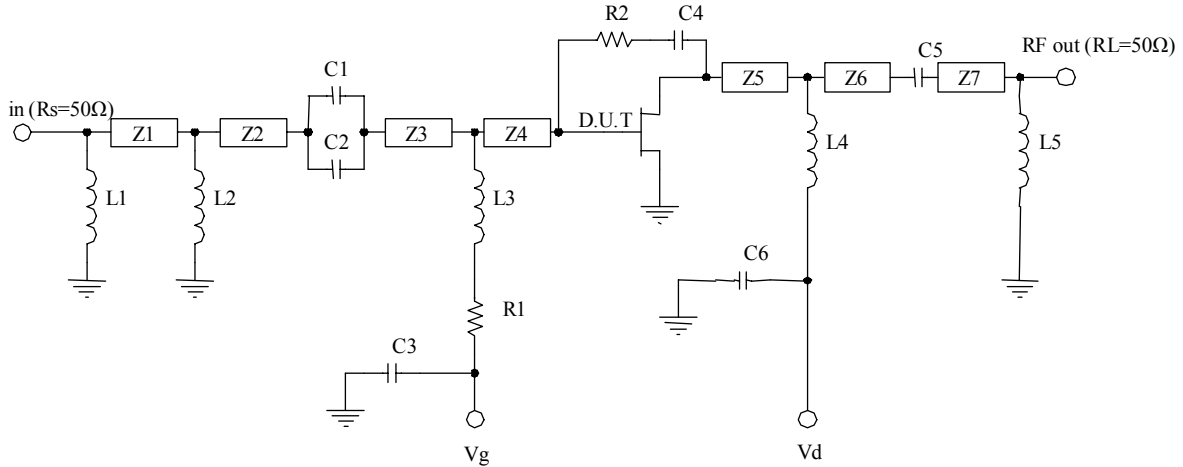 R2
C4
RF out (RL=50Ω)
C1
C5
Z5
Z6
Z7
in (Rs=50Ω)
D.U.T
Z1
Z2
C2
Z3
Z4
L4
L5
L1
L2
L3
C6
R1
C3
Vg
Vd